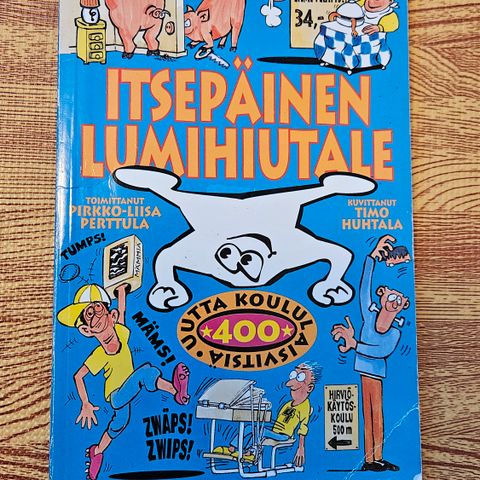 34,-
ITSEPÄINEN
LUMIHIUTALE
TOIMITTANUT
PIRKKO-LIISA
PERTTULA
KUVITTANUT
TIMO
HUHTALA
TUMPS!
MÄMS!
UUTTA KOULULAISVITSIÄ
400
ZWÄPS!
ZWIPS!
HIRVIÖ-
KÄYTÖS-
KOULU
500 m